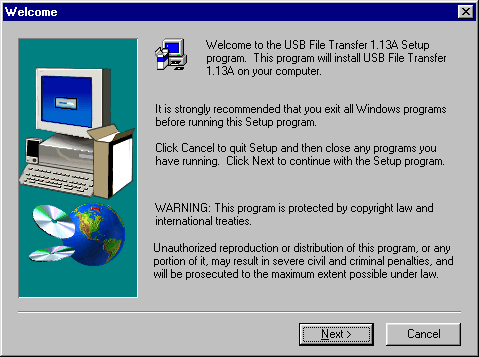 Welcome
Welcome to the USB File Transfer 1.13A Setup
program. This program will install USB File Transfer
1.13A on your computer.
It is strongly recommended that you exit all Windows programs
before running this Setup program.
Click Cancel to quit Setup and then close any programs you
have running. Click Next to continue with the Setup program.
WARNING: This program is protected by copyright law and
international treaties.
Unauthorized reproduction or distribution of this program, or any
portion of it, may result in severe civil and criminal penalties, and
will be prosecuted to the maximum extent possible under law.
Next >
Cancel